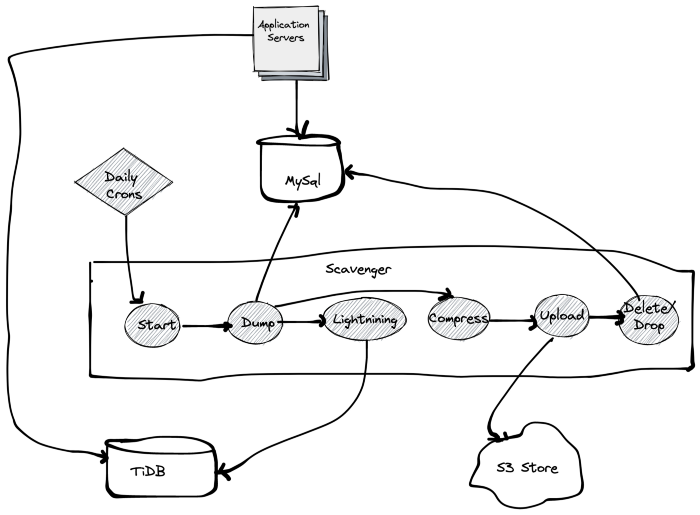 Application
Servers
MySql
Daily
Crons
Scavenger
Start
Dump
Lightnining
Compress
Upload
Delete/
Drop
TiDB
S3 Store